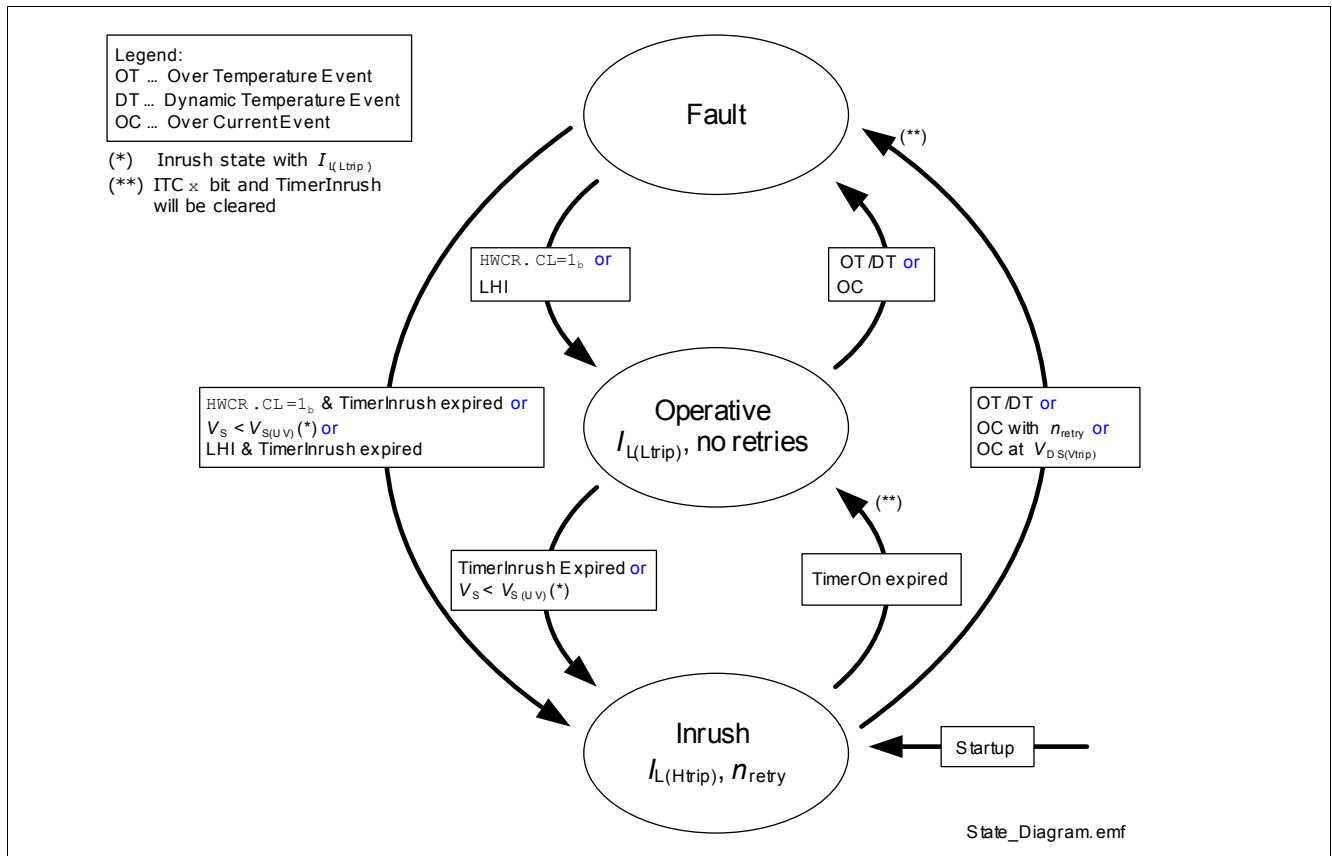 Legend:
OT ... Over Temperature Event
DT ... Dynamic Temperature Event
OC ... Over Current Event
(*) Inrush state with I L(Ltrip)
(**) ITC x bit and TimerInrush
will be cleared
Fault
(**)
HWCR.CL=1b or
LHI
OT/DT or
OC
HWCR.CL=1b & TimerInrush expired or
VS < VS(UV) (*) or
LHI & TimerInrush expired
Operative
IL(Ltrip), no retries
OT/DT or
OC with nretry or
OC at VDS(Vtrip)
(**)
TimerInrush Expired or
VS < VS(UV) (*)
TimerOn expired
Inrush
IL(Htrip), nretry
Startup
State_Diagram.emf